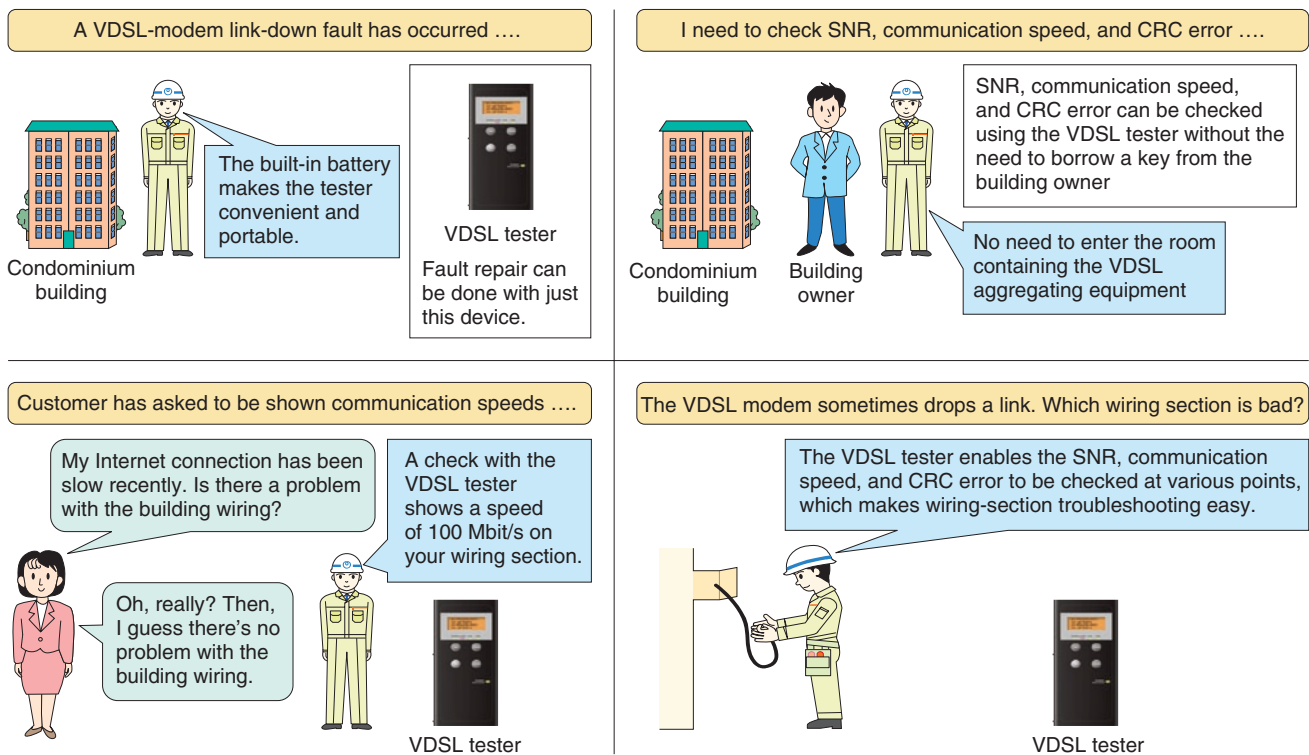 A VDSL-modem link-down fault has occurred ….
The built-in battery
makes the tester
convenient and
portable.
Condominium
building
VDSL tester
Fault repair can
be done with just
this device.
I need to check SNR, communication speed, and CRC error ….
SNR, communication speed,
and CRC error can be checked
using the VDSL tester without the
need to borrow a key from the
building owner
No need to enter the room
containing the VDSL
aggregating equipment
Condominium
building
Building
owner
Customer has asked to be shown communication speeds ….
My Internet connection has been
slow recently. Is there a problem
with the building wiring?
A check with the
VDSL tester
shows a speed
of 100 Mbit/s on
your wiring section.
Oh, really? Then,
I guess there's no
problem with the
building wiring.
VDSL tester
The VDSL modem sometimes drops a link. Which wiring section is bad?
The VDSL tester enables the SNR, communication
speed, and CRC error to be checked at various points,
which makes wiring-section troubleshooting easy.
VDSL tester